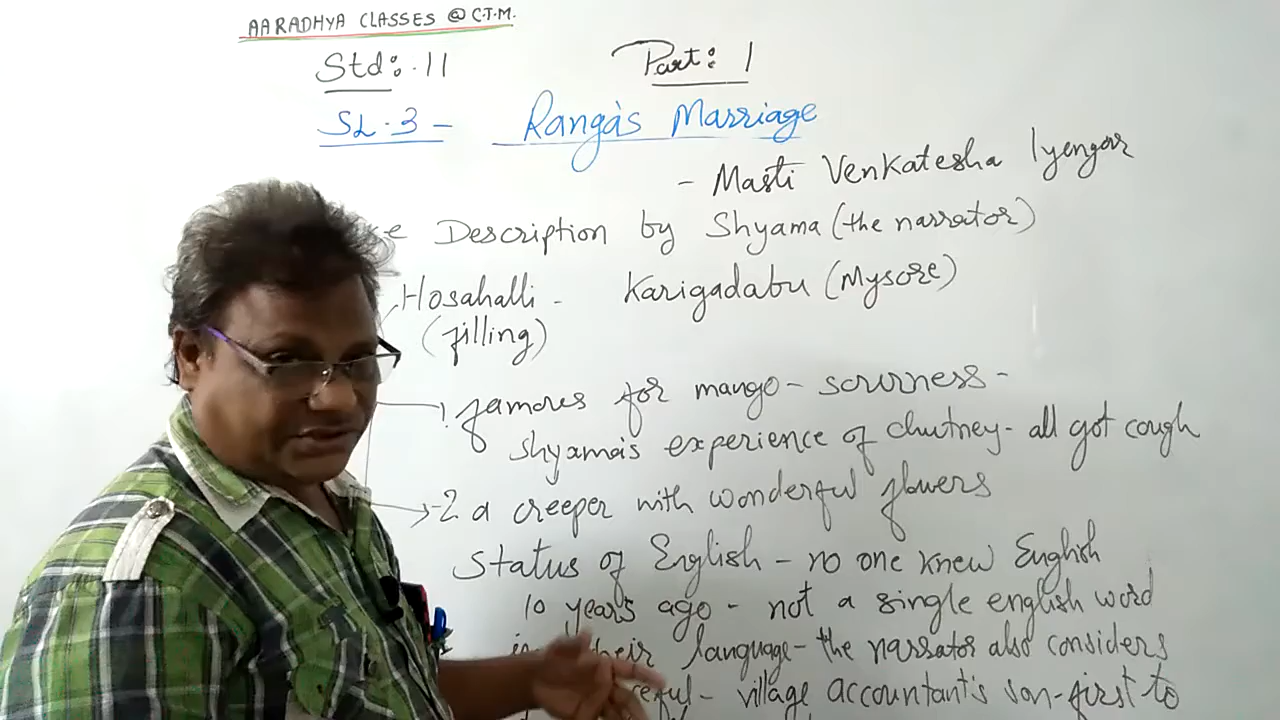 AARADHYA CLASSES @ C.T.M.
Std: 11 Part: 1
SL.3 - Ranga's Marriage
- Masti Venkatesha Iyengar
Description by Shyama (the narrator)
Hosahalli - Karigadabu (Mysore)
(filling)
1. famous for mango - sourness -
Shyama's experience of chutney - all got cough
-2 a creeper with wonderful flowers
Status of English - no one knew English
10 years ago - not a single english word
their language - the narrator also considers
village accountant's son - first to